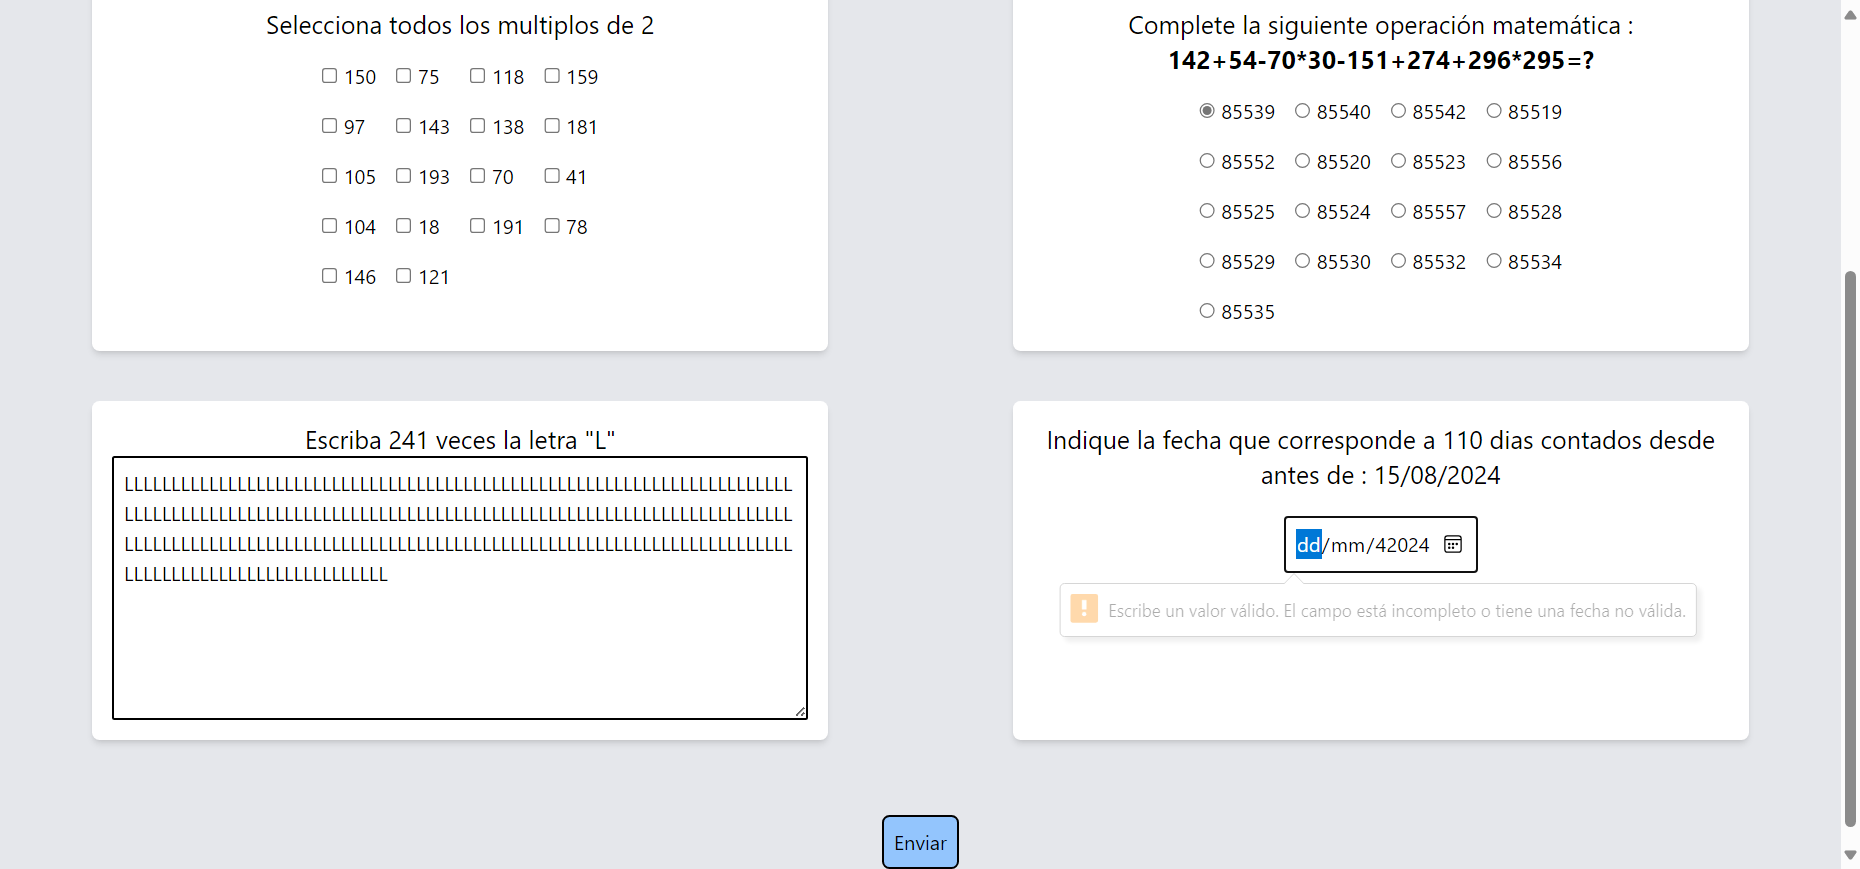 Selecciona todos los multiplos de 2
150 75 118 159
97 143 138 181
105 193 70 41
104 18 191 78
146 121
Complete la siguiente operación matemática :
142+54-70*30-151+274+296*295=?
85539 85540 85542 85519
85552 85520 85523 85556
85525 85524 85557 85528
85529 85530 85532 85534
85535
Escriba 241 veces la letra "L"
LLLLLLLLLLLLLLLLLLLLLLLLLLLLLLLLLLLLLLLLLLLLLLLLLLLLLLLLLLLLLLLLLLLLLLL
LLLLLLLLLLLLLLLLLLLLLLLLLLLLLLLLLLLLLLLLLLLLLLLLLLLLLLLLLLLLLLLLLLLLLLL
LLLLLLLLLLLLLLLLLLLLLLLLLLLLLLLLLLLLLLLLLLLLLLLLLLLLLLLLLLLLLLLLLLLLLLL
LLLLLLLLLLLLLLLLLLLLLLLLLLLL
Indique la fecha que corresponde a 110 dias contados desde
antes de : 15/08/2024
dd/mm/42024
Escribe un valor válido. El campo está incompleto o tiene una fecha no válida.
Enviar